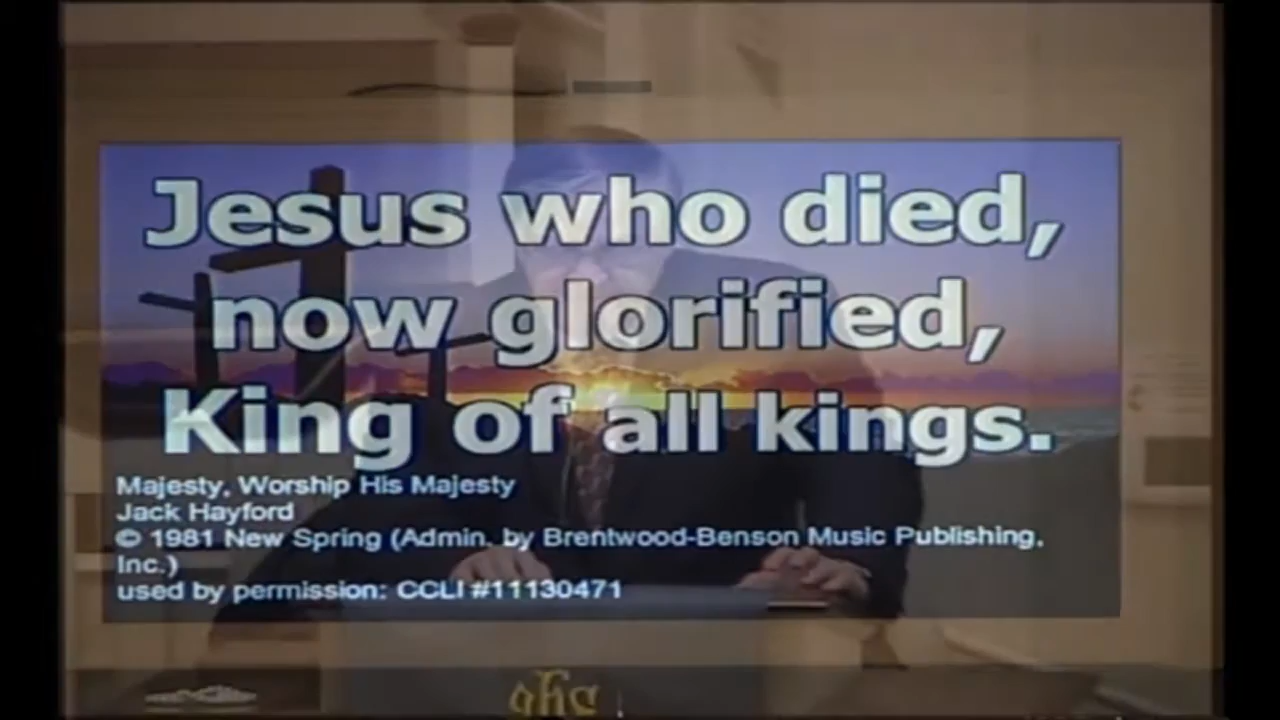 Jesus who died,
now glorified,
King of all kings.
Majesty, Worship His Majesty
Jack Hayford
© 1981 New Spring (Admin. by Brentwood-Benson Music Publishing,
Inc.)
used by permission: CCLI #11130471